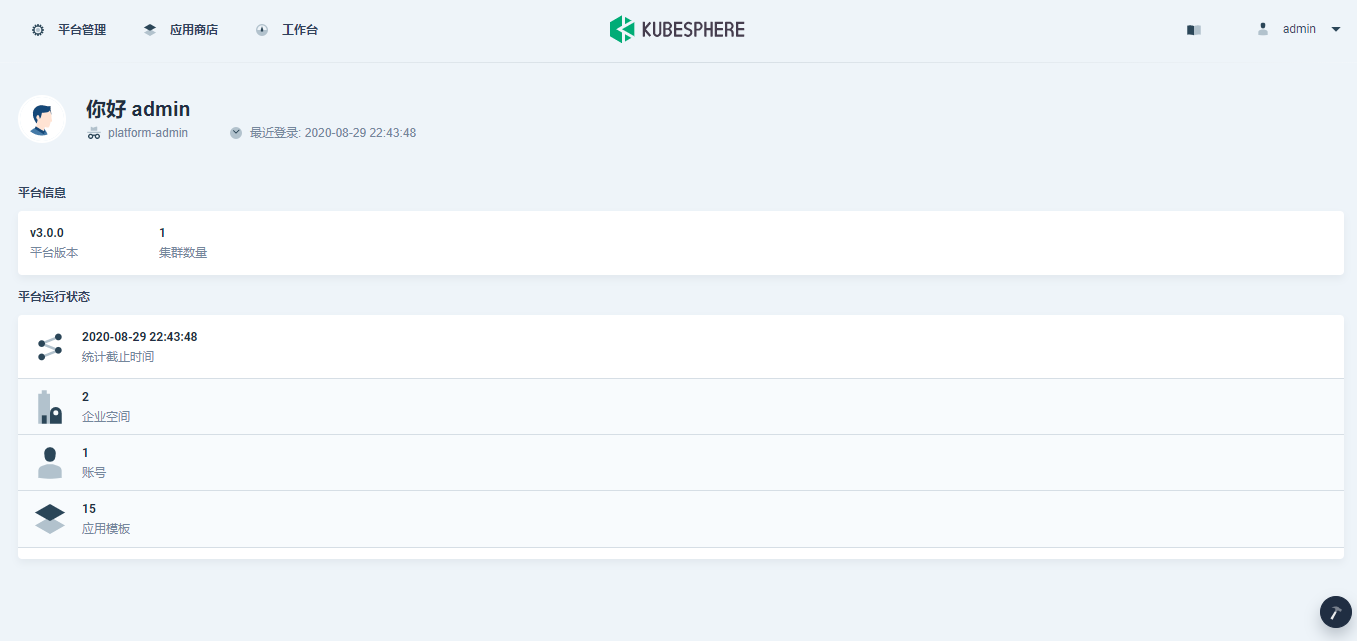 平台管理 应用商店 工作台 KUBESPHERE admin
你好 admin
platform-admin 最近登录: 2020-08-29 22:43:48
平台信息
v3.0.0 1
平台版本 集群数量
平台运行状态
2020-08-29 22:43:48
统计截止时间
2
企业空间
1
账号
15
应用模板